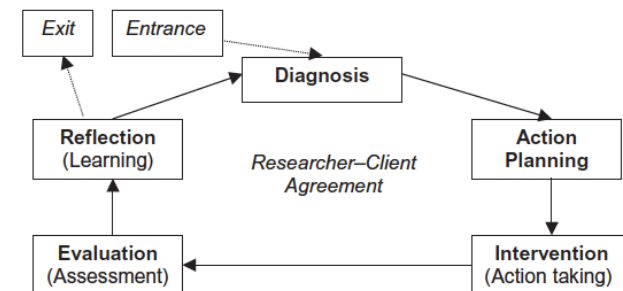 Exit
Entrance
Diagnosis
Reflection
(Learning)
Action
Planning
Researcher–Client
Agreement
Evaluation
(Assessment)
Intervention
(Action taking)